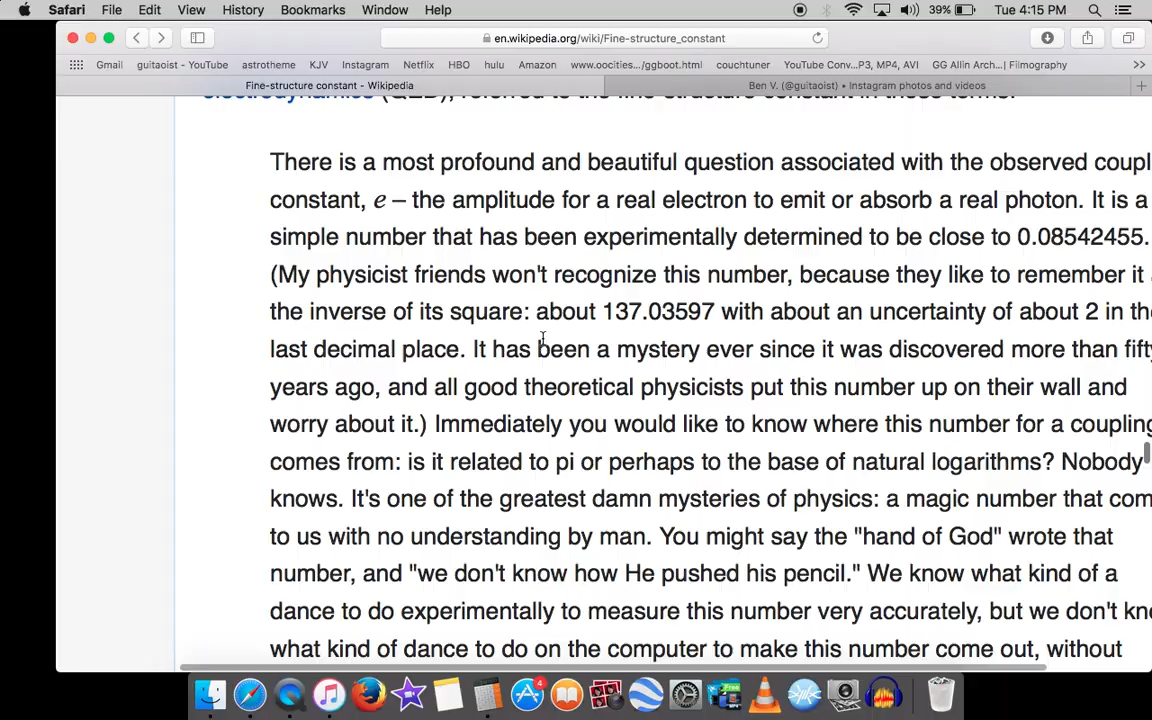 Safari File Edit View History Bookmarks Window Help 39% Tue 4:15 PM
en.wikipedia.org/wiki/Fine-structure_constant
Gmail guitaoist - YouTube astrotheme KJV Instagram Netflix HBO hulu Amazon www.oocities.../ggboot.html couchtuner YouTube Conv...P3, MP4, AVI GG Allin Arch... | Filmography >>
Fine-structure constant - Wikipedia Ben V. (@guitaoist) • Instagram photos and videos
electrodynamics (QED), referred to the fine-structure constant in these terms:
There is a most profound and beautiful question associated with the observed coupl
constant, e – the amplitude for a real electron to emit or absorb a real photon. It is a
simple number that has been experimentally determined to be close to 0.08542455.
(My physicist friends won't recognize this number, because they like to remember it
the inverse of its square: about 137.03597 with about an uncertainty of about 2 in the
last decimal place. It has been a mystery ever since it was discovered more than fift
years ago, and all good theoretical physicists put this number up on their wall and
worry about it.) Immediately you would like to know where this number for a coupling
comes from: is it related to pi or perhaps to the base of natural logarithms? Nobody
knows. It's one of the greatest damn mysteries of physics: a magic number that com
to us with no understanding by man. You might say the "hand of God" wrote that
number, and "we don't know how He pushed his pencil." We know what kind of a
dance to do experimentally to measure this number very accurately, but we don't kn
what kind of dance to do on the computer to make this number come out, without
4